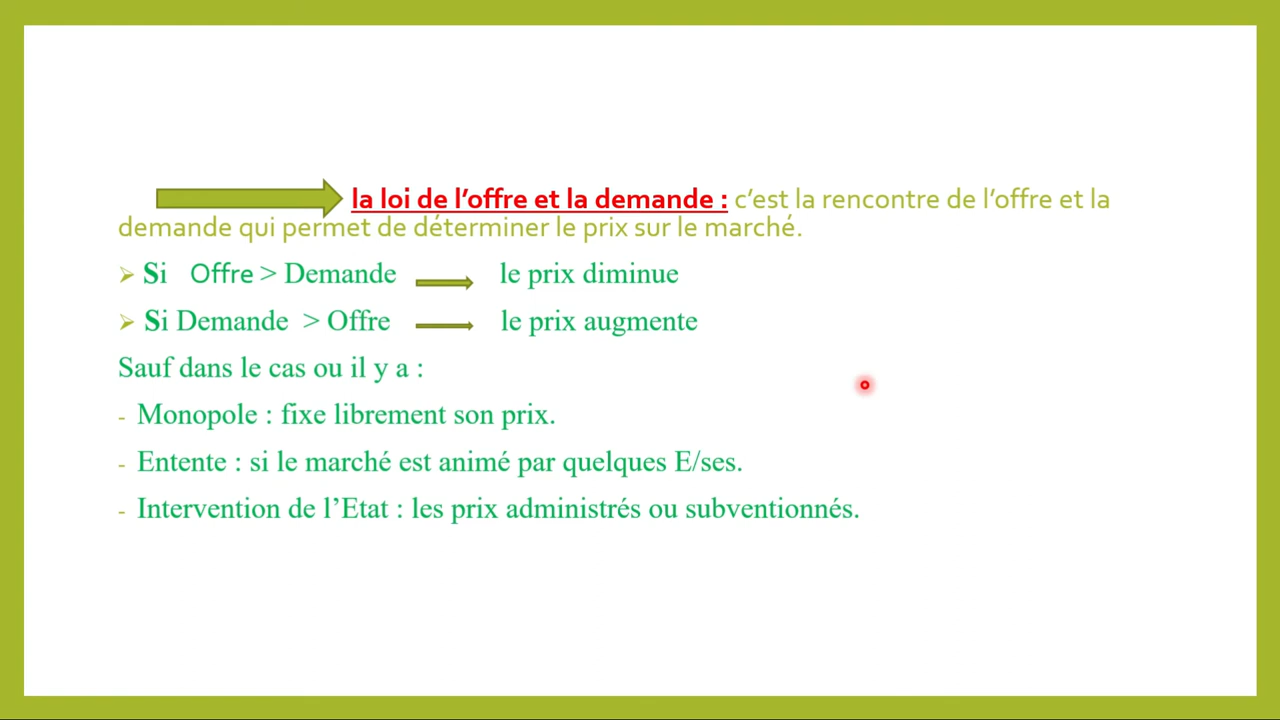 la loi de l’offre et la demande : c’est la rencontre de l’offre et la
demande qui permet de déterminer le prix sur le marché.
Si Offre > Demande le prix diminue
Si Demande > Offre le prix augmente
Sauf dans le cas ou il y a :
- Monopole : fixe librement son prix.
- Entente : si le marché est animé par quelques E/ses.
- Intervention de l’Etat : les prix administrés ou subventionnés.